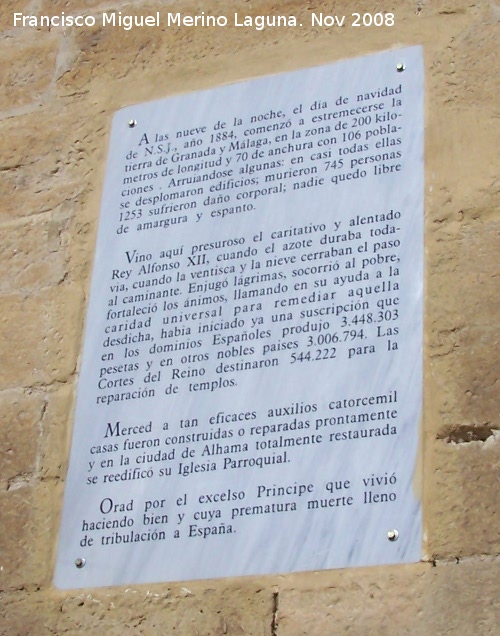 Francisco Miguel Merino Laguna. Nov 2008
A las nueve de la noche, el día de navidad
de N.S.J., año 1884, comenzó a estremecerse la
tierra de Granada y Málaga, en la zona de 200 kiló-
metros de longitud y 70 de anchura con 106 pobla-
ciones . Arruiandose algunas: en casi todas ellas
se desplomaron edificios; murieron 745 personas
1253 sufrieron daño corporal; nadie quedo libre
de amargura y espanto.
Vino aquí presuroso el caritativo y alentado
Rey Alfonso XII, cuando el azote duraba toda-
via, cuando la ventisca y la nieve cerraban el paso
al caminante. Enjugó lágrimas, socorrió al pobre,
fortaleció los ánimos, llamando en su ayuda a la
caridad universal para remediar aquella
desdicha, había iniciado ya una suscripción que
en los dominios Españoles produjo 3.448.303
pesetas y en otros nobles paises 3.006.794. Las
Cortes del Reino destinaron 544.222 para la
reparación de templos.
Merced a tan eficaces auxilios catorcemil
casas fueron construidas o reparadas prontamente
y en la ciudad de Alhama totalmente restaurada
se reedificó su Iglesia Parroquial.
Orad por el excelso Principe que vivió
haciendo bien y cuya prematura muerte lleno
de tribulación a España.